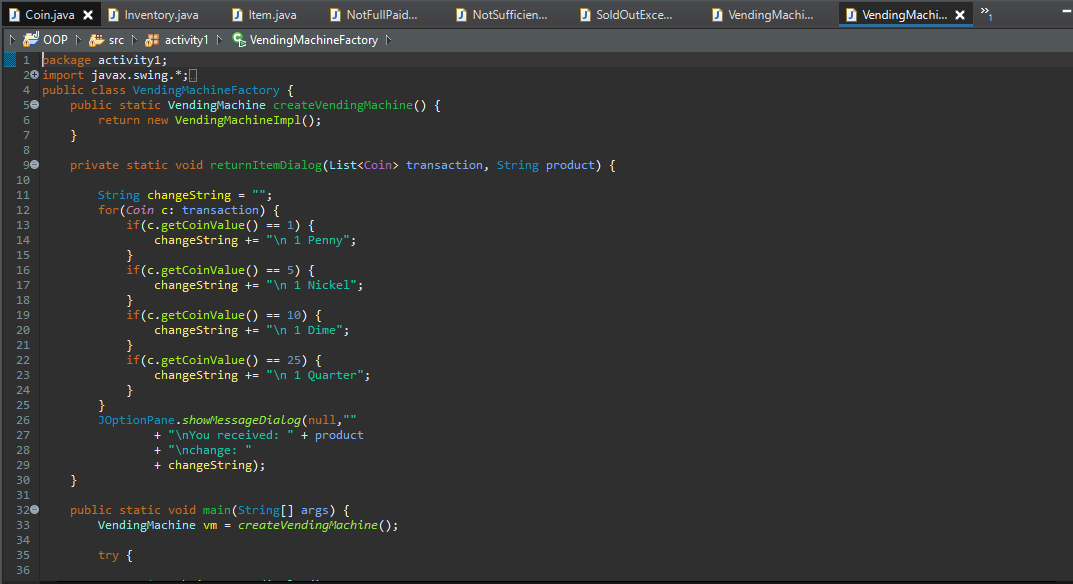 Coin.java Inventory.java Item.java NotFullPaid... NotSufficien... SoldOutExce... VendingMachi... VendingMachi... »1
OOP src activity1 VendingMachineFactory
1 package activity1;
2 import javax.swing.*;
4 public class VendingMachineFactory {
5 public static VendingMachine createVendingMachine() {
6 return new VendingMachineImpl();
7 }
8
9 private static void returnItemDialog(List<Coin> transaction, String product) {
10
11 String changeString = "";
12 for(Coin c: transaction) {
13 if(c.getCoinValue() == 1) {
14 changeString += "\n 1 Penny";
15 }
16 if(c.getCoinValue() == 5) {
17 changeString += "\n 1 Nickel";
18 }
19 if(c.getCoinValue() == 10) {
20 changeString += "\n 1 Dime";
21 }
22 if(c.getCoinValue() == 25) {
23 changeString += "\n 1 Quarter";
24 }
25 }
26 JOptionPane.showMessageDialog(null,""
27 + "\nYou received: " + product
28 + "\nchange: "
29 + changeString);
30 }
31
32 public static void main(String[] args) {
33 VendingMachine vm = createVendingMachine();
34
35 try {
36